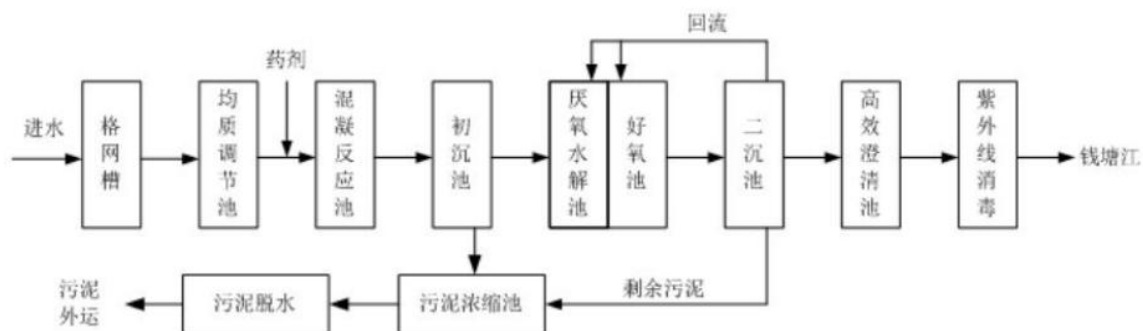 回流
药剂
进水
格网槽
均质调节池
混凝反应池
初沉池
厌氧水解池
好氧池
二沉池
高效澄清池
紫外线消毒
钱塘江
污泥
外运
污泥脱水
污泥浓缩池
剩余污泥